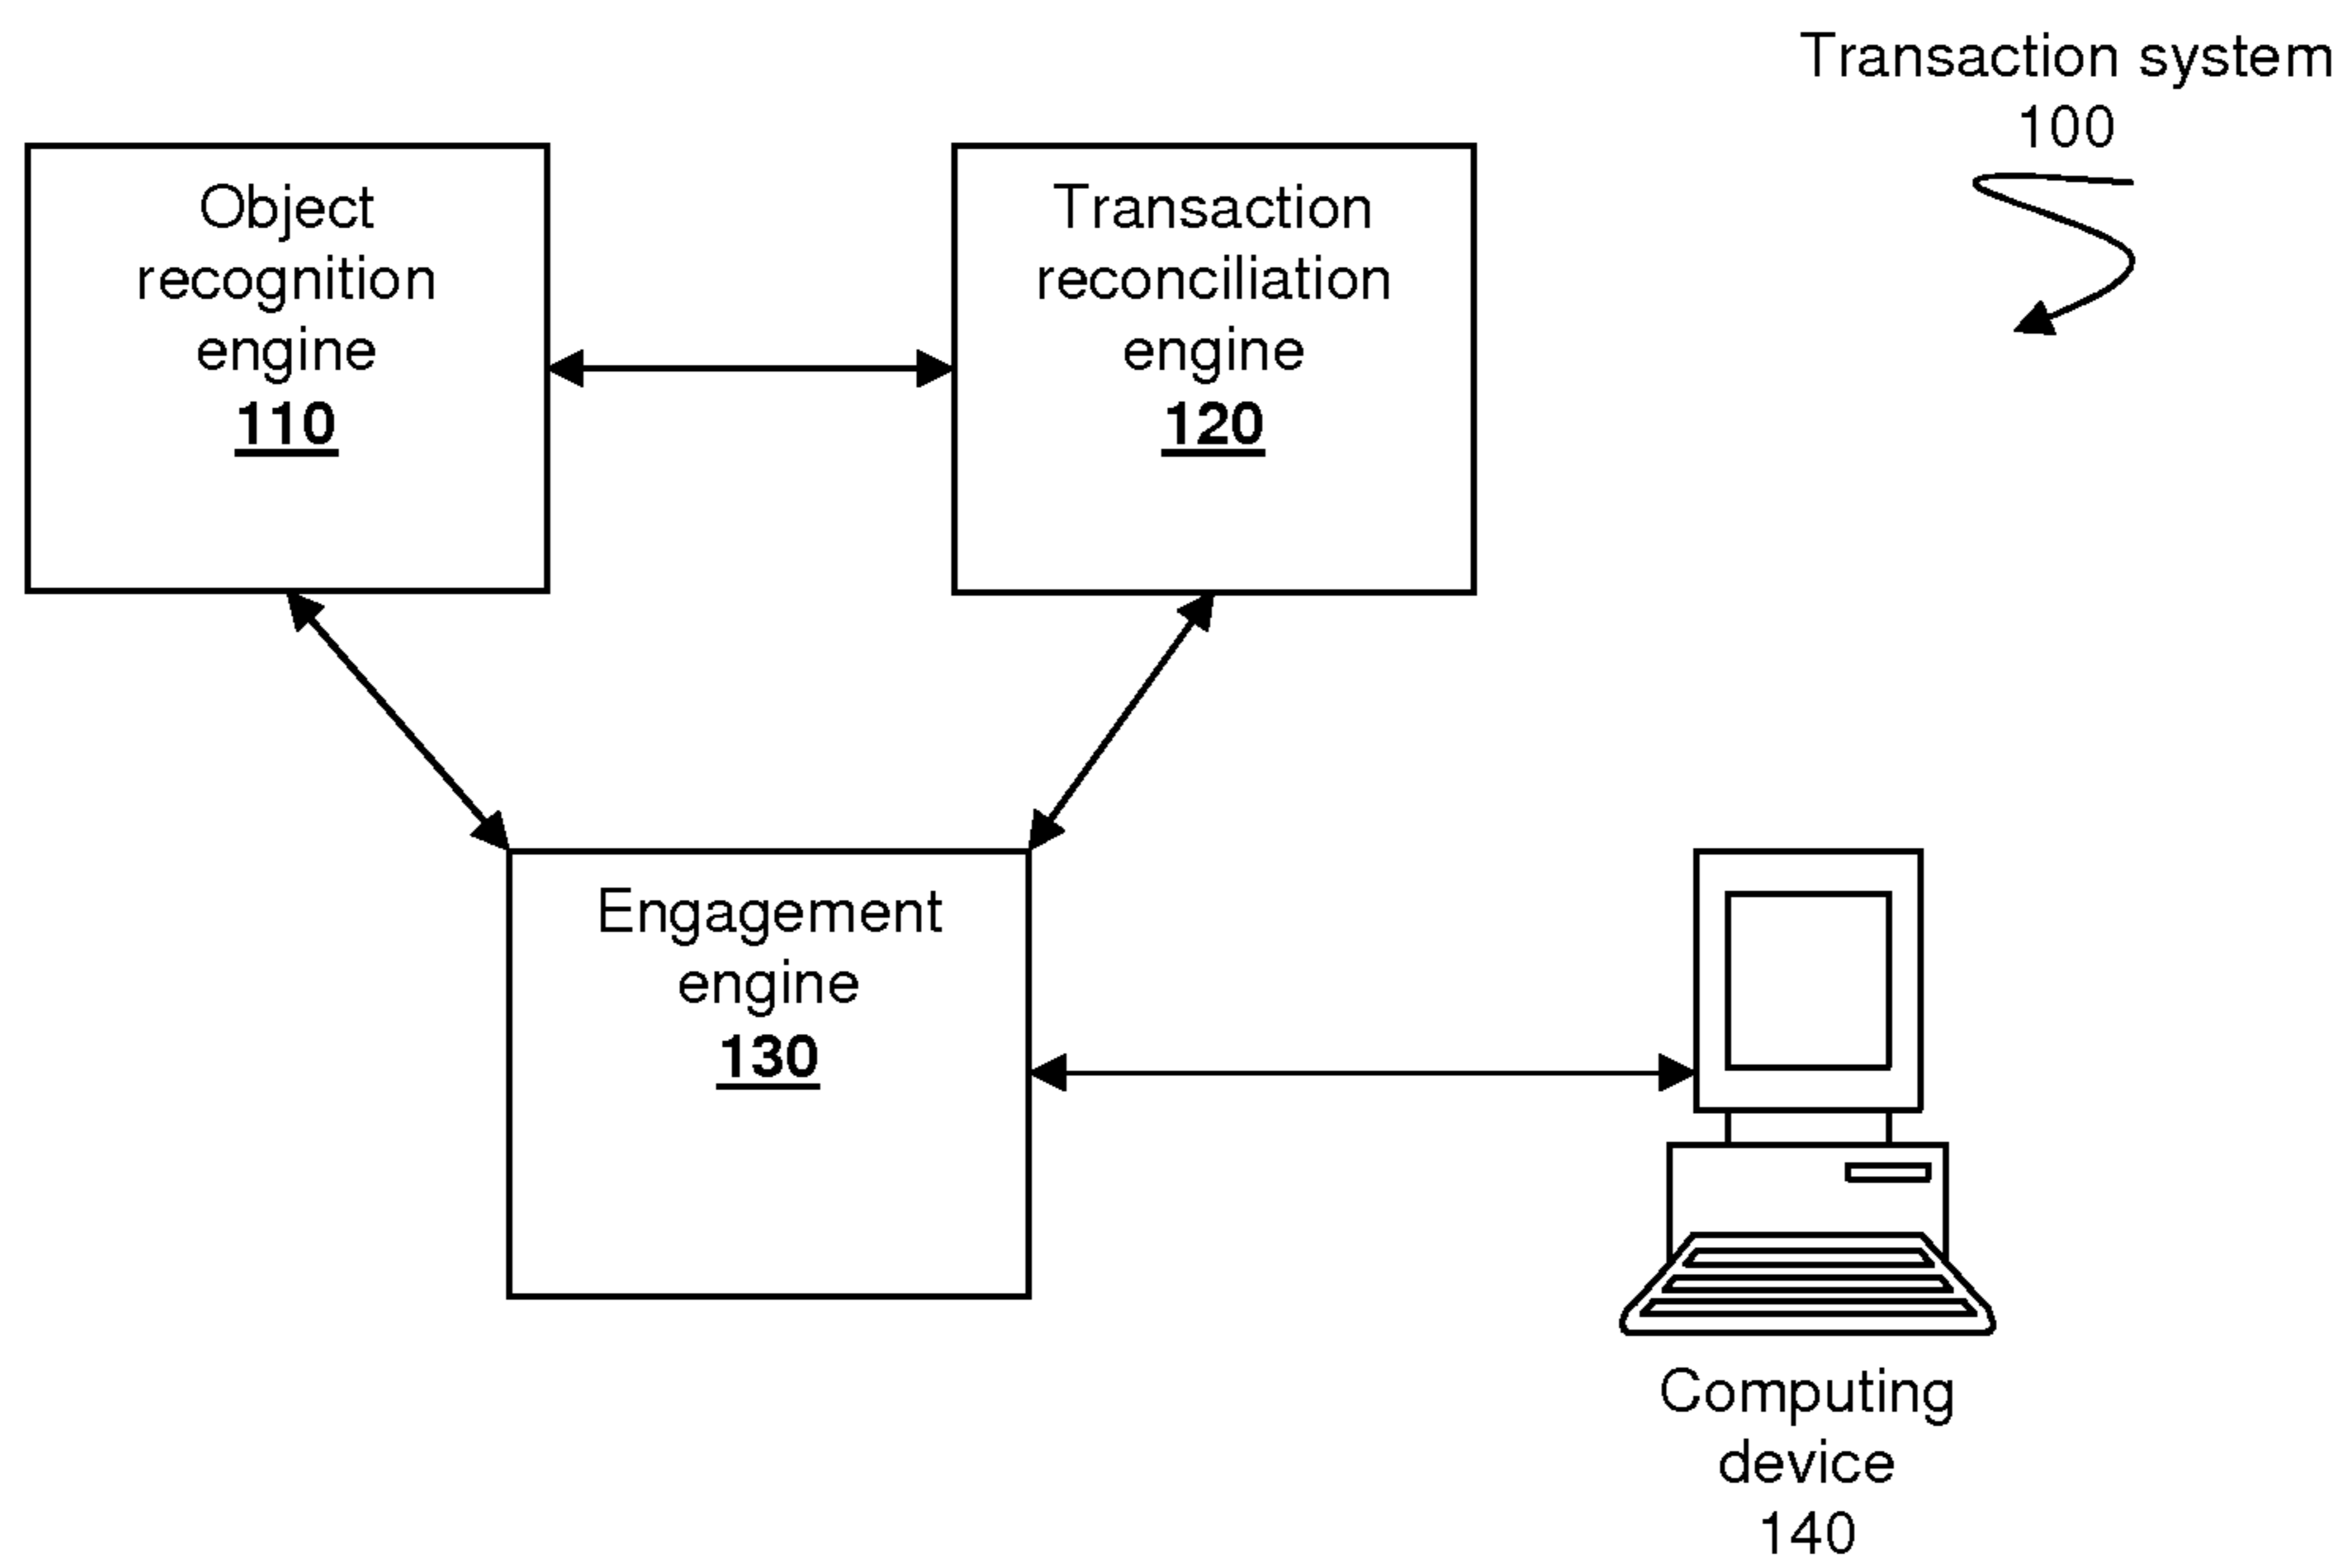 Transaction system
100
Object
recognition
engine
110
Transaction
reconciliation
engine
120
Engagement
engine
130
Computing
device
140